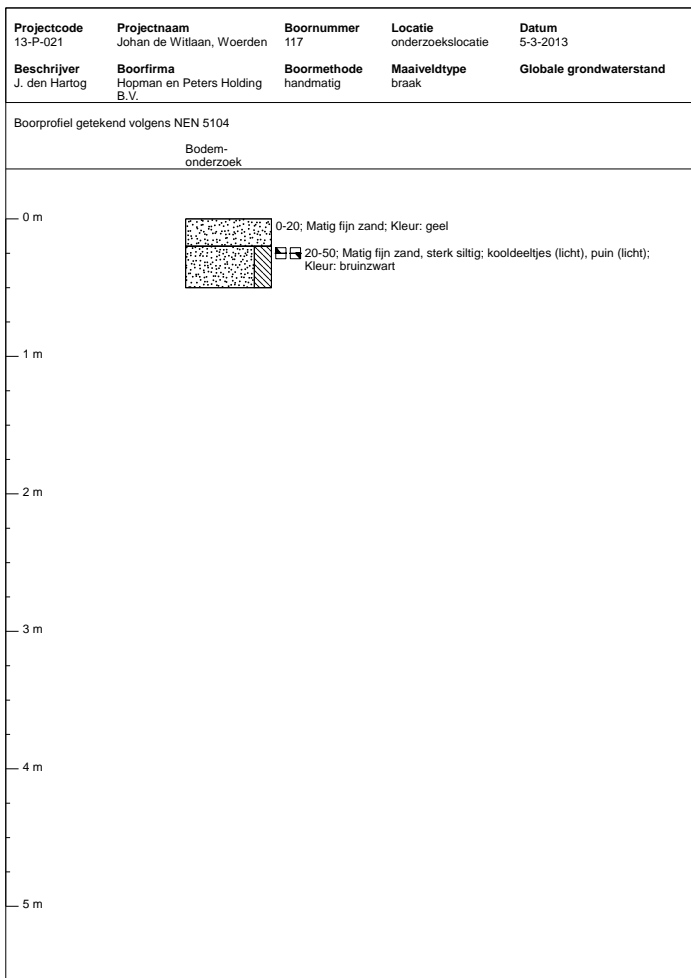 Projectcode Projectnaam Boornummer Locatie Datum
13-P-021 Johan de Witlaan, Woerden 117 onderzoekslocatie 5-3-2013
Beschrijver Boorfirma Boormethode Maaiveldtype Globale grondwaterstand
J. den Hartog Hopman en Peters Holding handmatig braak
B.V.
Boorprofiel getekend volgens NEN 5104
Bodem-
onderzoek
0 m
0-20; Matig fijn zand; Kleur: geel
20-50; Matig fijn zand, sterk siltig; kooldeeltjes (licht), puin (licht);
Kleur: bruinzwart
1 m
2 m
3 m
4 m
5 m